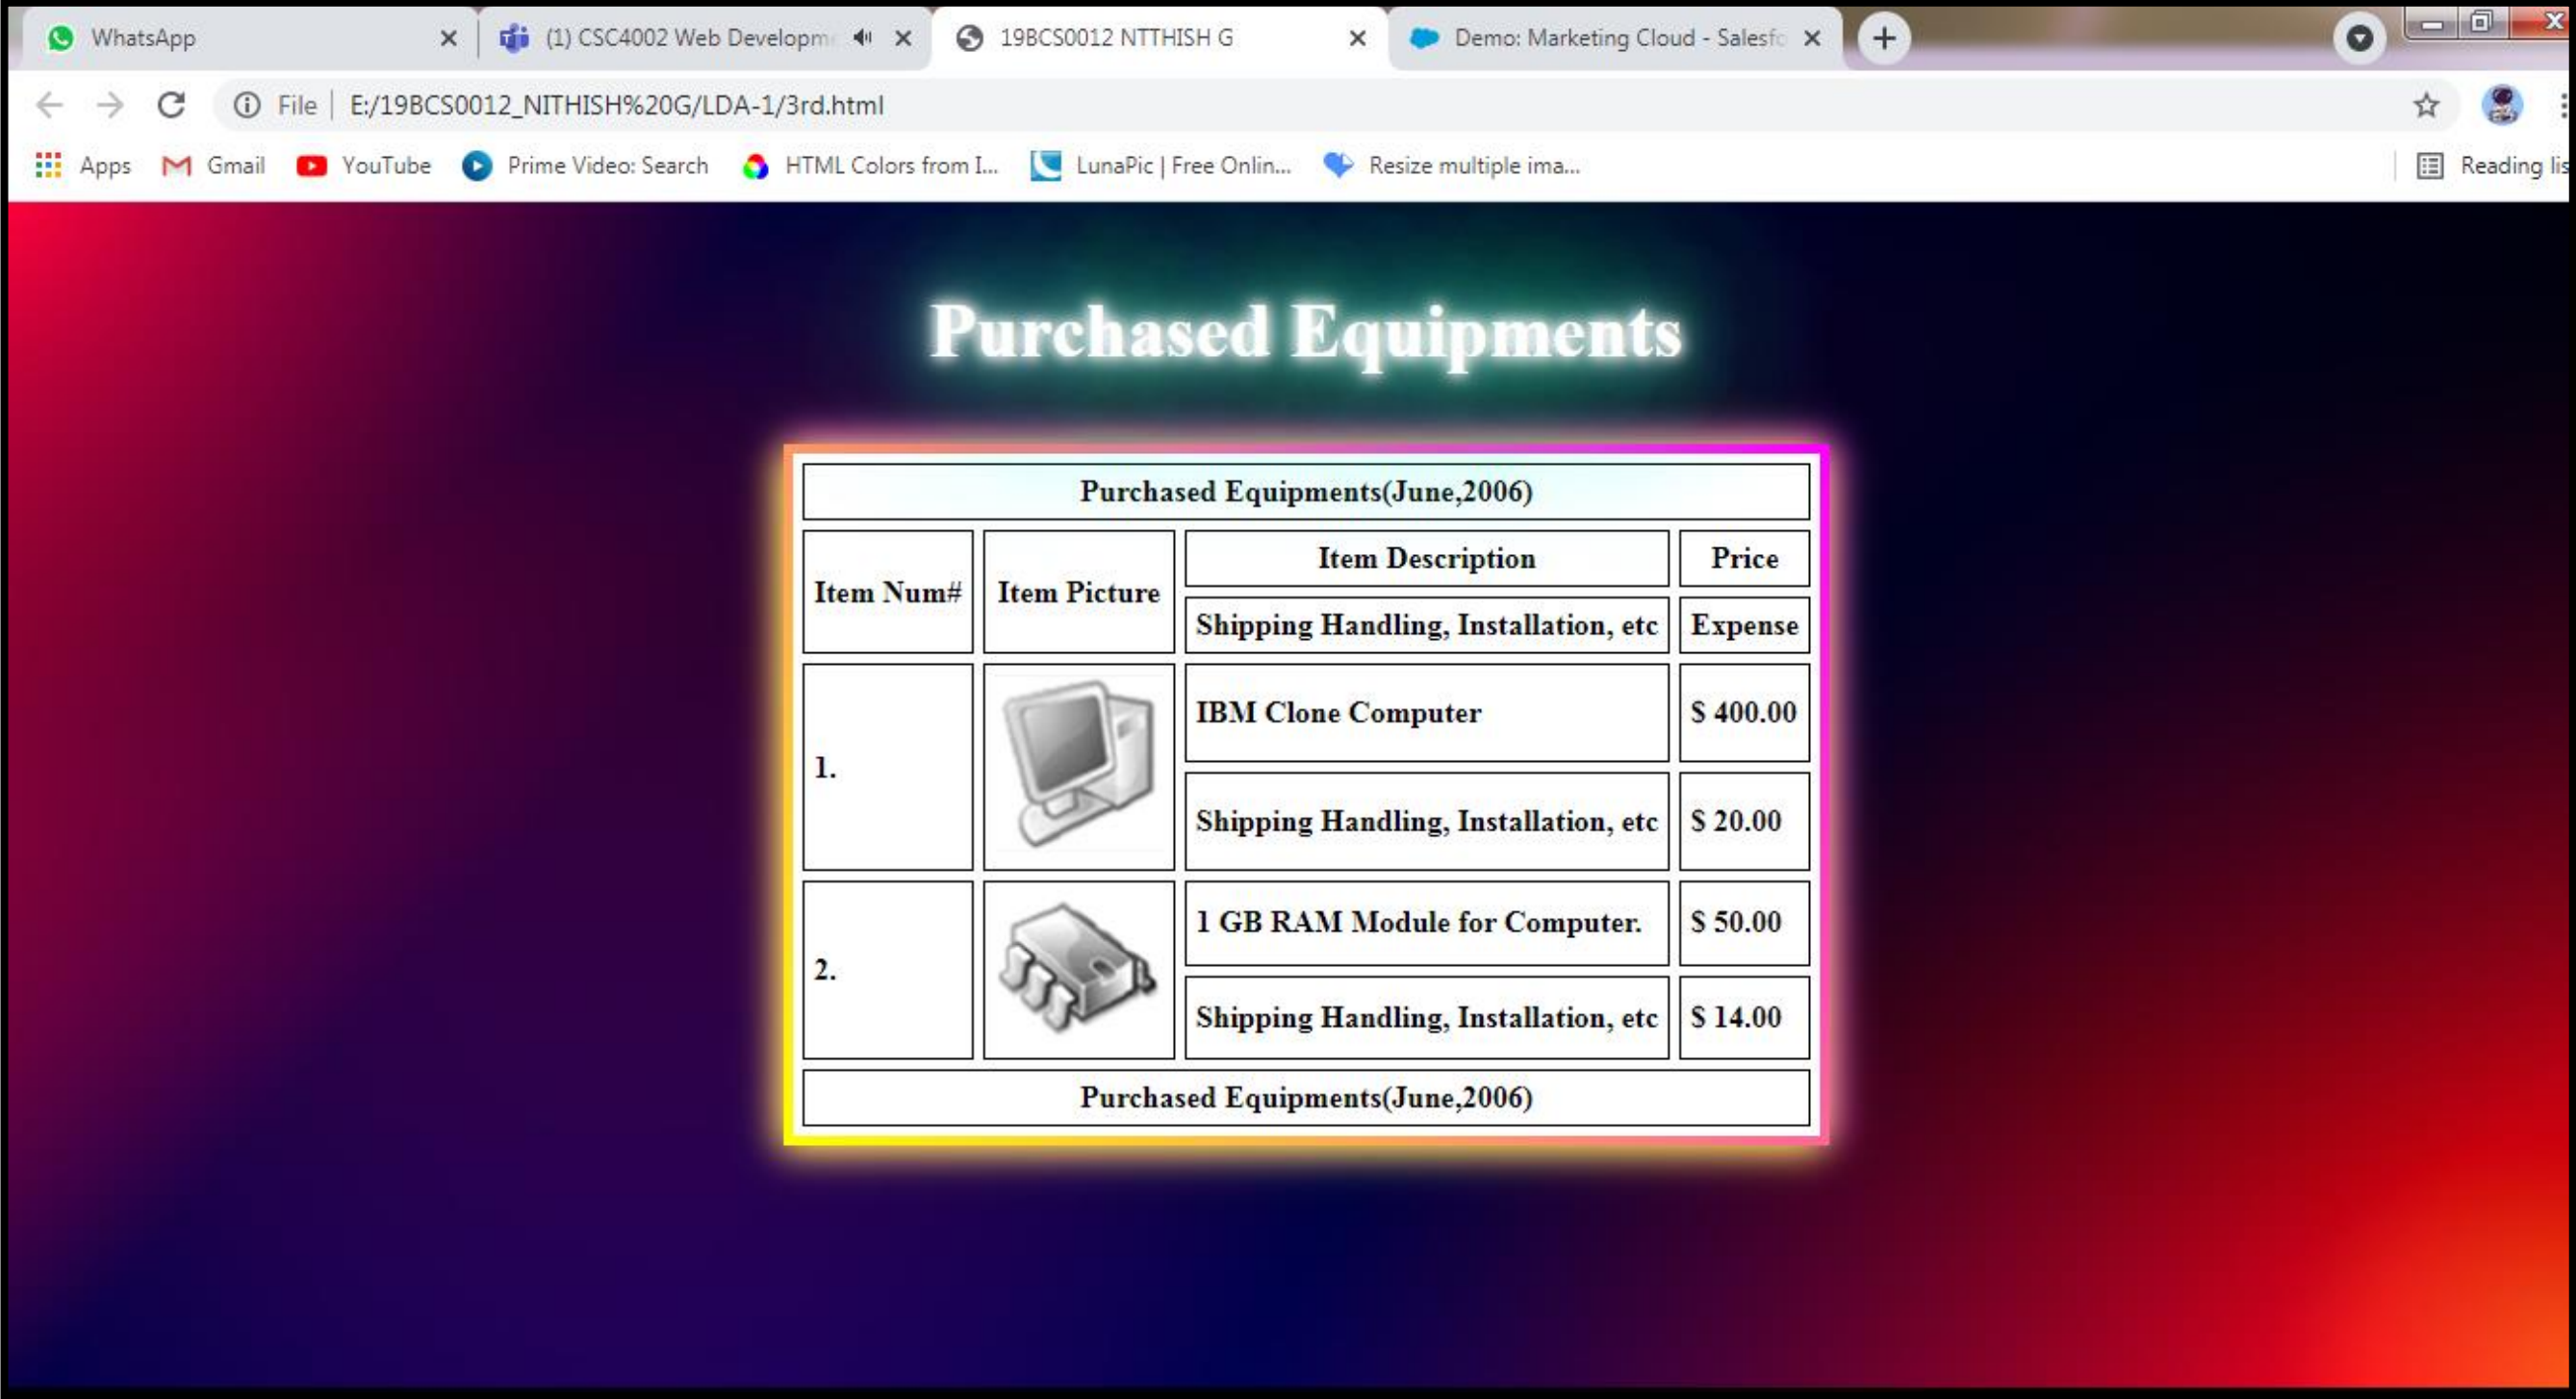 WhatsApp
(1) CSC4002 Web Developm
19BCS0012 NTTHISH G
Demo: Marketing Cloud - Salesfo
File
E:/19BCS0012_NITHISH%20G/LDA-1/3rd.html
Apps
Gmail
YouTube
Prime Video: Search
HTML Colors from I...
LunaPic | Free Onlin...
Resize multiple ima...
Reading lis
Purchased Equipments
Purchased Equipments(June,2006)
Item Num#
Item Picture
Item Description
Price
Shipping Handling, Installation, etc
Expense
1.
IBM Clone Computer
$ 400.00
Shipping Handling, Installation, etc
$ 20.00
2.
1 GB RAM Module for Computer.
$ 50.00
Shipping Handling, Installation, etc
$ 14.00
Purchased Equipments(June,2006)